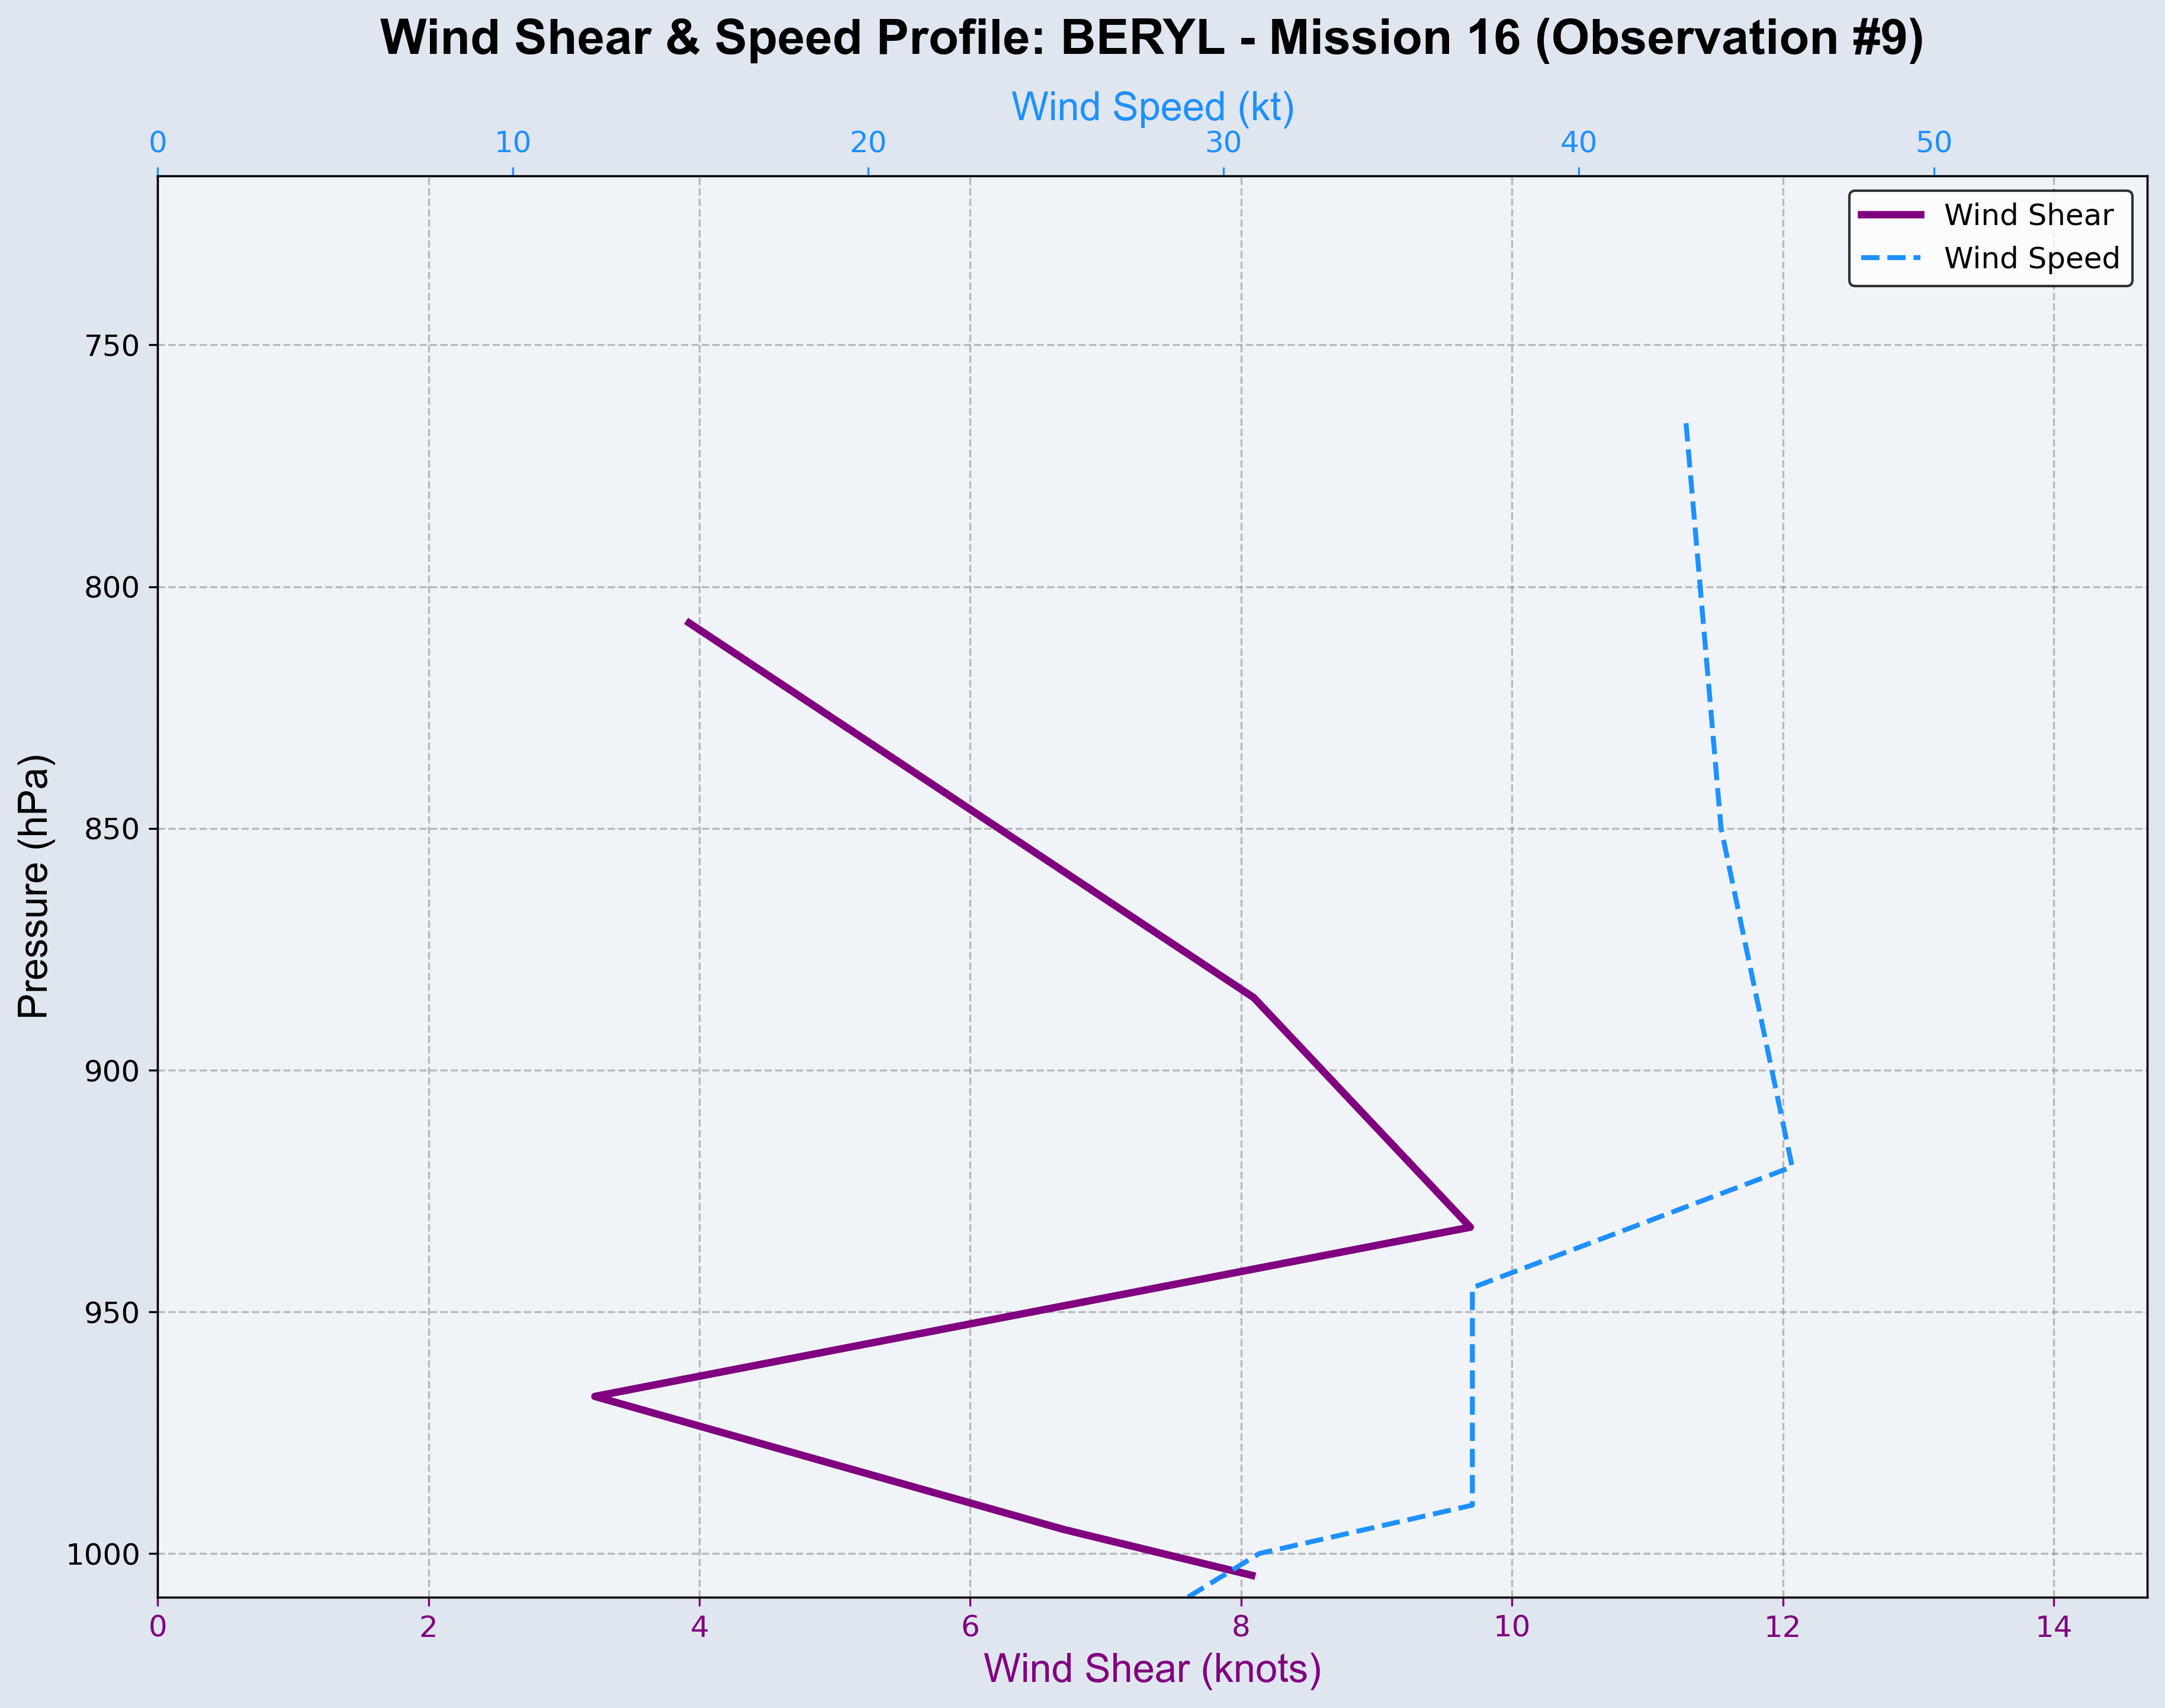 Wind Shear & Speed Profile: BERYL - Mission 16 (Observation #9)
Wind Speed (kt)
0 10 20 30 40 50
Wind Shear
Wind Speed
750
800
850
900
950
1000
Pressure (hPa)
0 2 4 6 8 10 12 14
Wind Shear (knots)